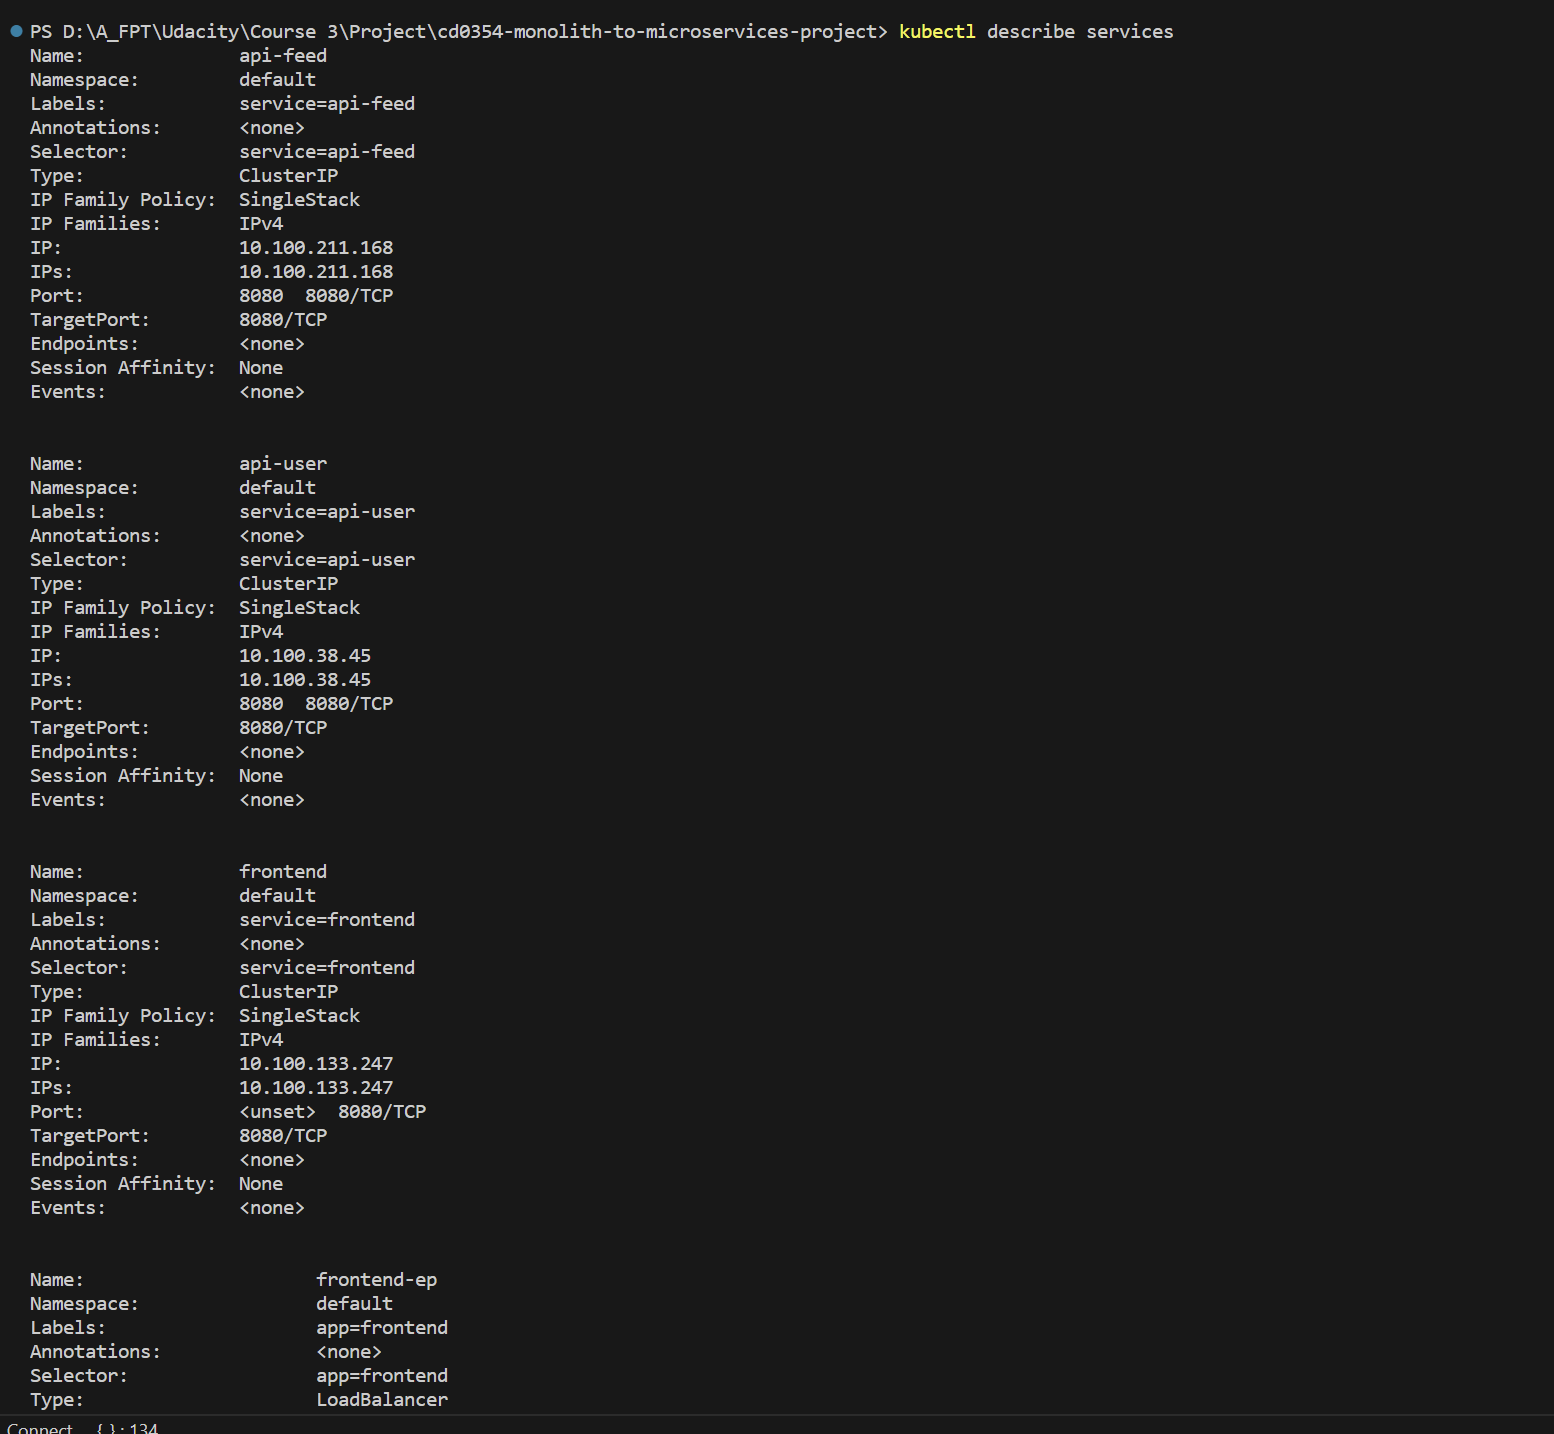 PS D:\A_FPT\Udacity\Course 3\Project\cd0354-monolith-to-microservices-project> kubectl describe services
Name:              api-feed
Namespace:         default
Labels:            service=api-feed
Annotations:       <none>
Selector:          service=api-feed
Type:              ClusterIP
IP Family Policy:  SingleStack
IP Families:       IPv4
IP:                10.100.211.168
IPs:               10.100.211.168
Port:              8080  8080/TCP
TargetPort:        8080/TCP
Endpoints:         <none>
Session Affinity:  None
Events:            <none>
Name:              api-user
Namespace:         default
Labels:            service=api-user
Annotations:       <none>
Selector:          service=api-user
Type:              ClusterIP
IP Family Policy:  SingleStack
IP Families:       IPv4
IP:                10.100.38.45
IPs:               10.100.38.45
Port:              8080  8080/TCP
TargetPort:        8080/TCP
Endpoints:         <none>
Session Affinity:  None
Events:            <none>
Name:              frontend
Namespace:         default
Labels:            service=frontend
Annotations:       <none>
Selector:          service=frontend
Type:              ClusterIP
IP Family Policy:  SingleStack
IP Families:       IPv4
IP:                10.100.133.247
IPs:               10.100.133.247
Port:              <unset>  8080/TCP
TargetPort:        8080/TCP
Endpoints:         <none>
Session Affinity:  None
Events:            <none>
Name:                     frontend-ep
Namespace:                default
Labels:                   app=frontend
Annotations:              <none>
Selector:                 app=frontend
Type:                     LoadBalancer
Connect  { } : 134